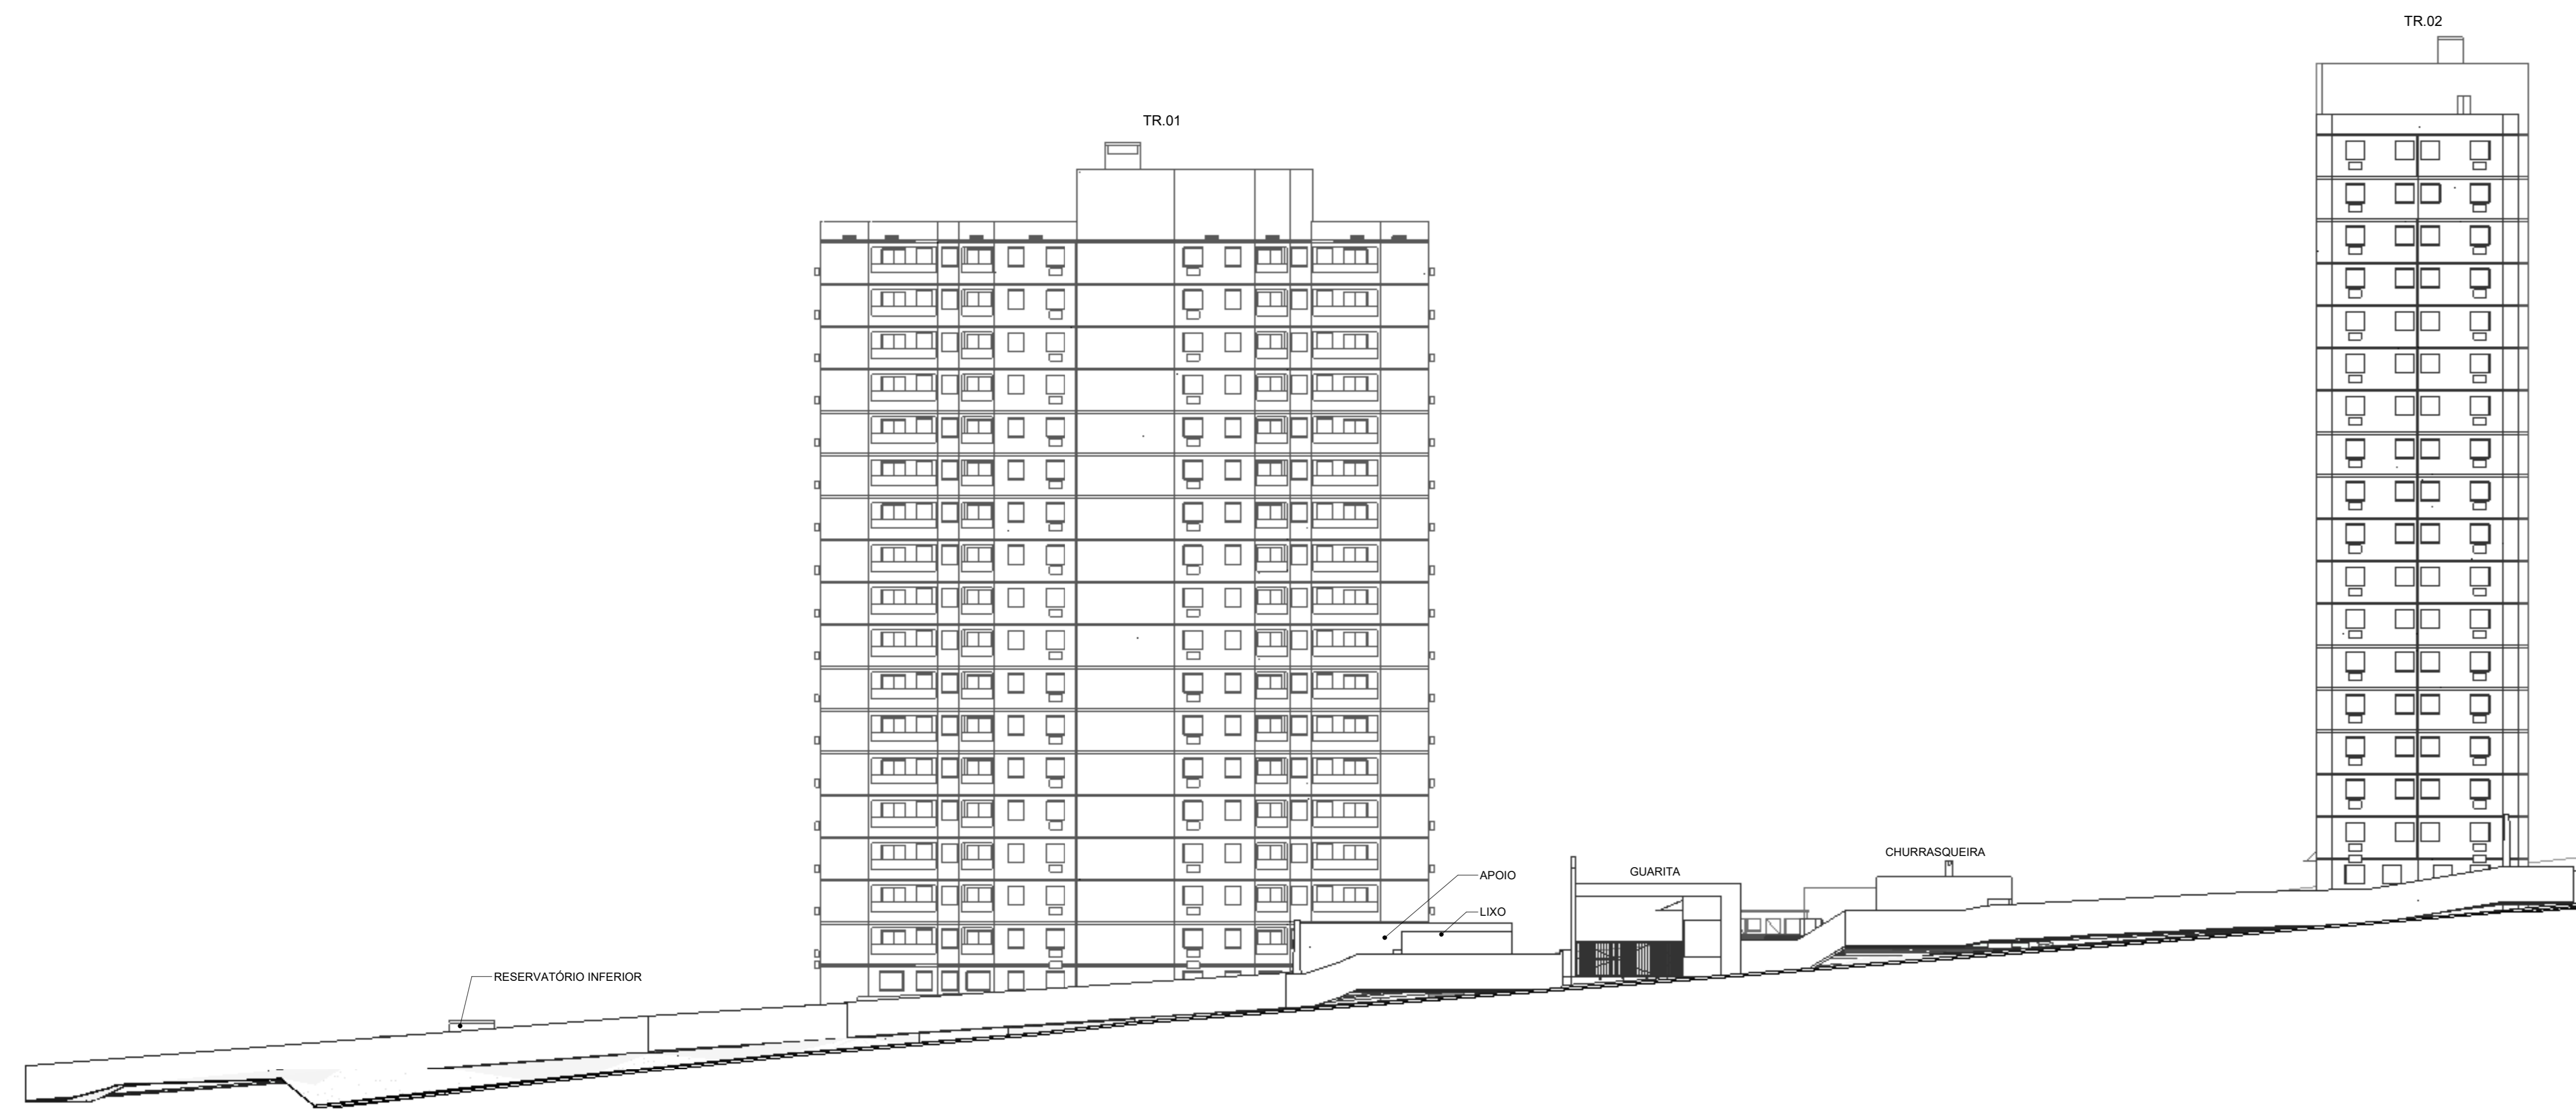 TR.02
TR.01
CHURRASQUEIRA
GUARITA
APOIO
LIXO
RESERVATÓRIO INFERIOR